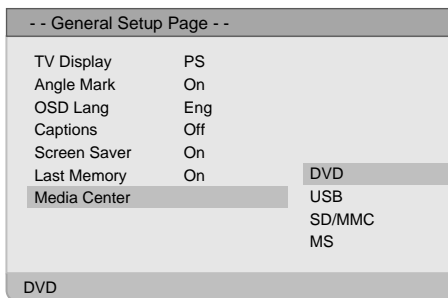 - - General Setup Page - -
TV Display PS
Angle Mark On
OSD Lang Eng
Captions Off
Screen Saver On
Last Memory On
Media Center
DVD
USB
SD/MMC
MS
DVD